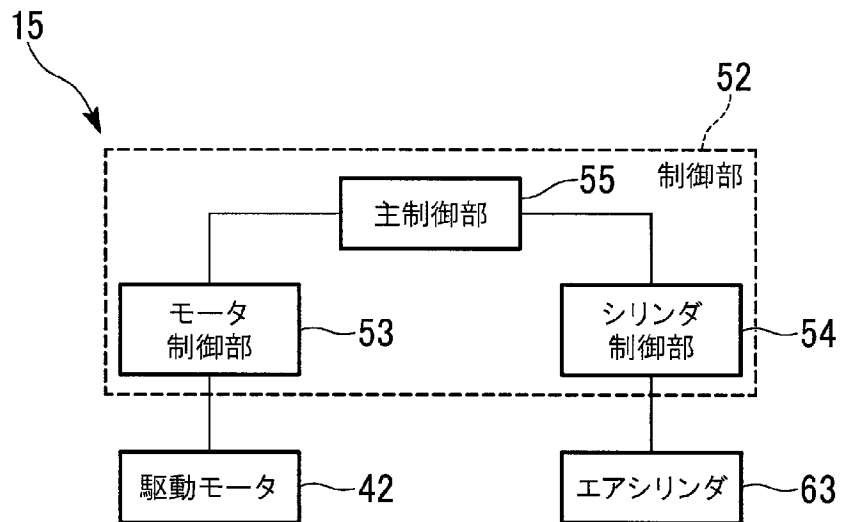 15
52
制御部
55
主制御部
モータ
制御部
53
シリンダ
制御部
54
駆動モータ
42
エアシリンダ
63